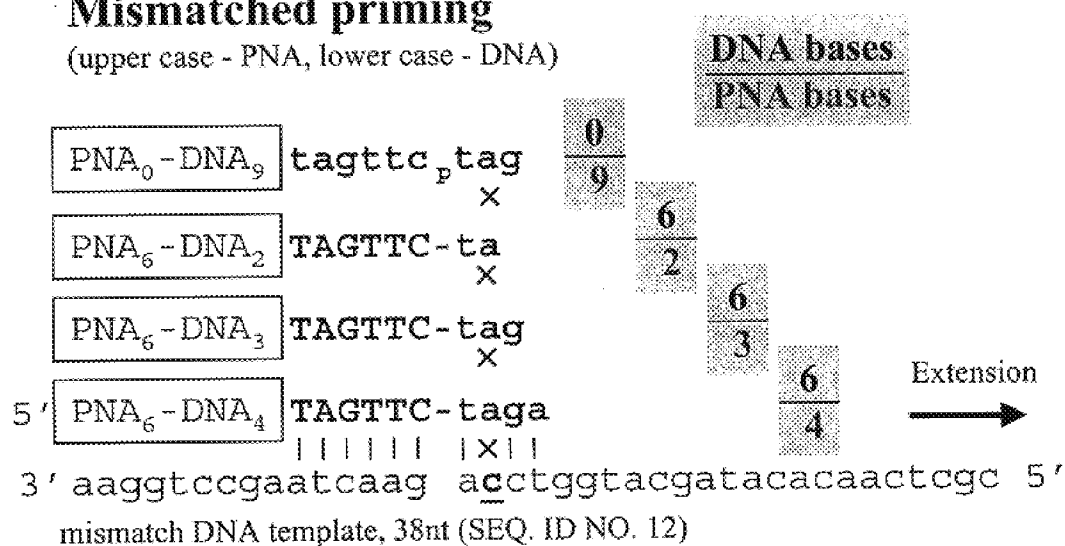 Mismatched priming
(upper case - PNA, lower case - DNA)
DNA bases
PNA bases
PNA0-DNA9 tagttcptag
x
0
9
PNA6-DNA2 TAGTTC-ta
x
6
2
PNA6-DNA3 TAGTTC-tag
x
6
3
5' PNA6-DNA4 TAGTTC-taga
6
4
Extension
| | | | | | |x||
3' aaggtccgaatcaag acctggtacgatacacaactcgc 5'
mismatch DNA template, 38nt (SEQ. ID NO. 12)